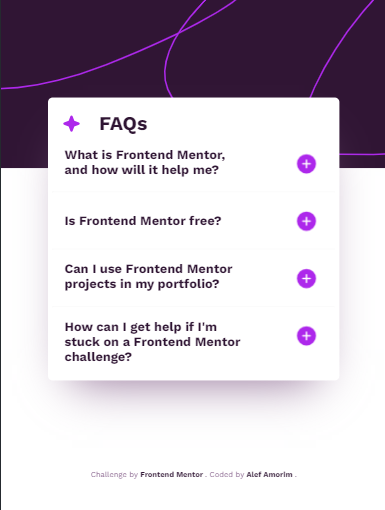 FAQs
What is Frontend Mentor,
and how will it help me?
Is Frontend Mentor free?
Can I use Frontend Mentor
projects in my portfolio?
How can I get help if I'm
stuck on a Frontend Mentor
challenge?
Challenge by Frontend Mentor . Coded by Alef Amorim .